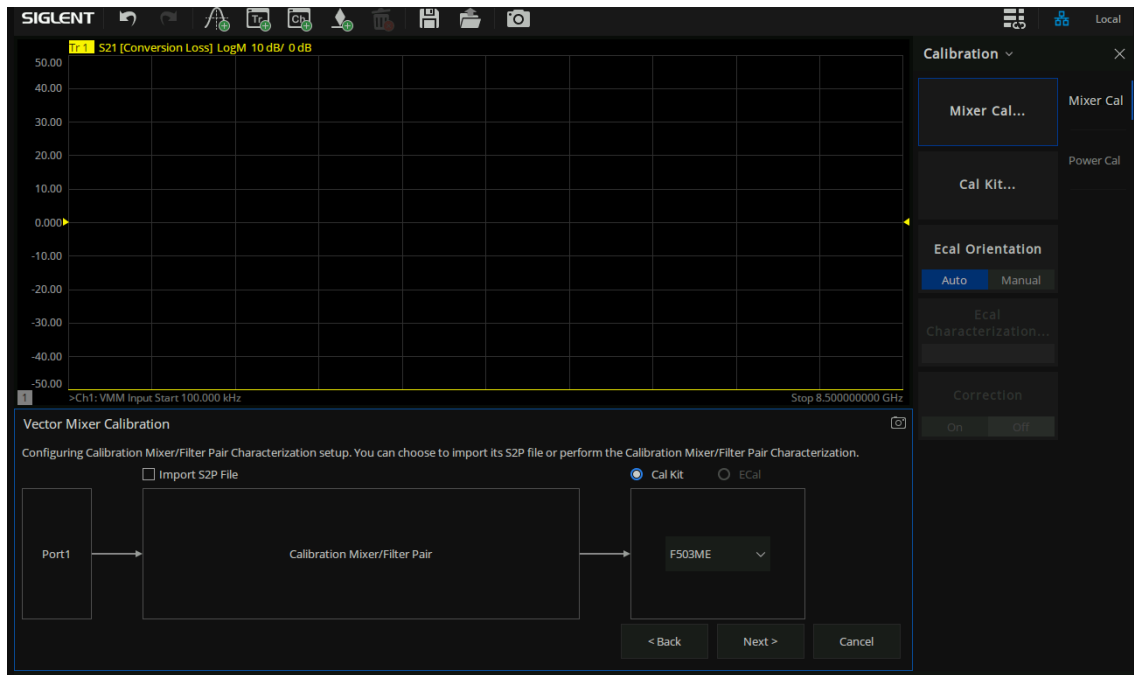 SIGLENT Tr Ch Local
Tr 1 S21 [Conversion Loss] LogM 10 dB/ 0 dB
50.00
40.00
30.00
20.00
10.00
0.000
-10.00
-20.00
-30.00
-40.00
-50.00
1 >Ch1: VMM Input Start 100.000 kHz Stop 8.500000000 GHz
Calibration
Mixer Cal...
Mixer Cal
Power Cal
Cal Kit...
Ecal Orientation
Auto Manual
Ecal
Characterization...
Correction
On Off
Vector Mixer Calibration
Configuring Calibration Mixer/Filter Pair Characterization setup. You can choose to import its S2P file or perform the Calibration Mixer/Filter Pair Characterization.
Import S2P File Cal Kit ECal
Port1 Calibration Mixer/Filter Pair F503ME
< Back Next > Cancel